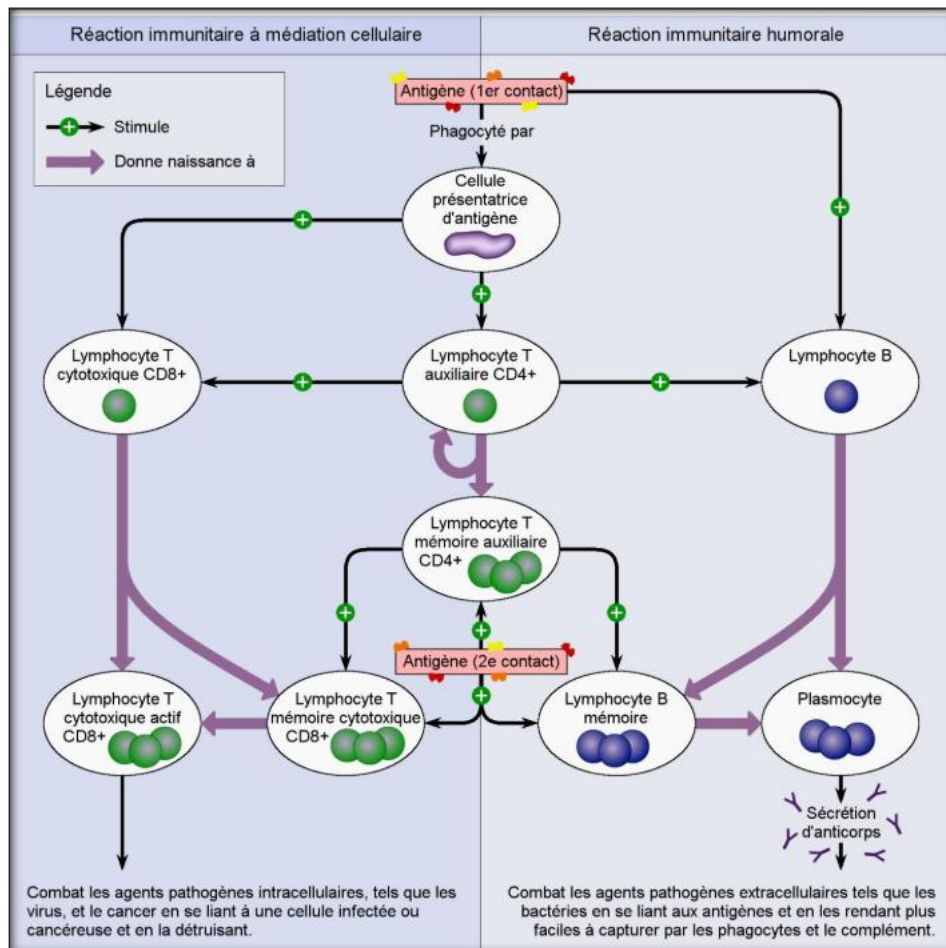 Réaction immunitaire à médiation cellulaire
Réaction immunitaire humorale
Légende
Stimule
Donne naissance à
Antigène (1er contact)
Phagocyté par
Cellule
présentatrice
d'antigène
Lymphocyte T
cytotoxique CD8+
Lymphocyte T
auxiliaire CD4+
Lymphocyte B
Lymphocyte T
mémoire auxiliaire
CD4+
Antigène (2e contact)
Lymphocyte T
cytotoxique actif
CD8+
Lymphocyte T
mémoire cytotoxique
CD8+
Lymphocyte B
mémoire
Plasmocyte
Sécrétion
d'anticorps
Combat les agents pathogènes intracellulaires, tels que les
virus, et le cancer en se liant à une cellule infectée ou
cancéreuse et en la détruisant.
Combat les agents pathogènes extracellulaires tels que les
bactéries en se liant aux antigènes et en les rendant plus
faciles à capturer par les phagocytes et le complément.